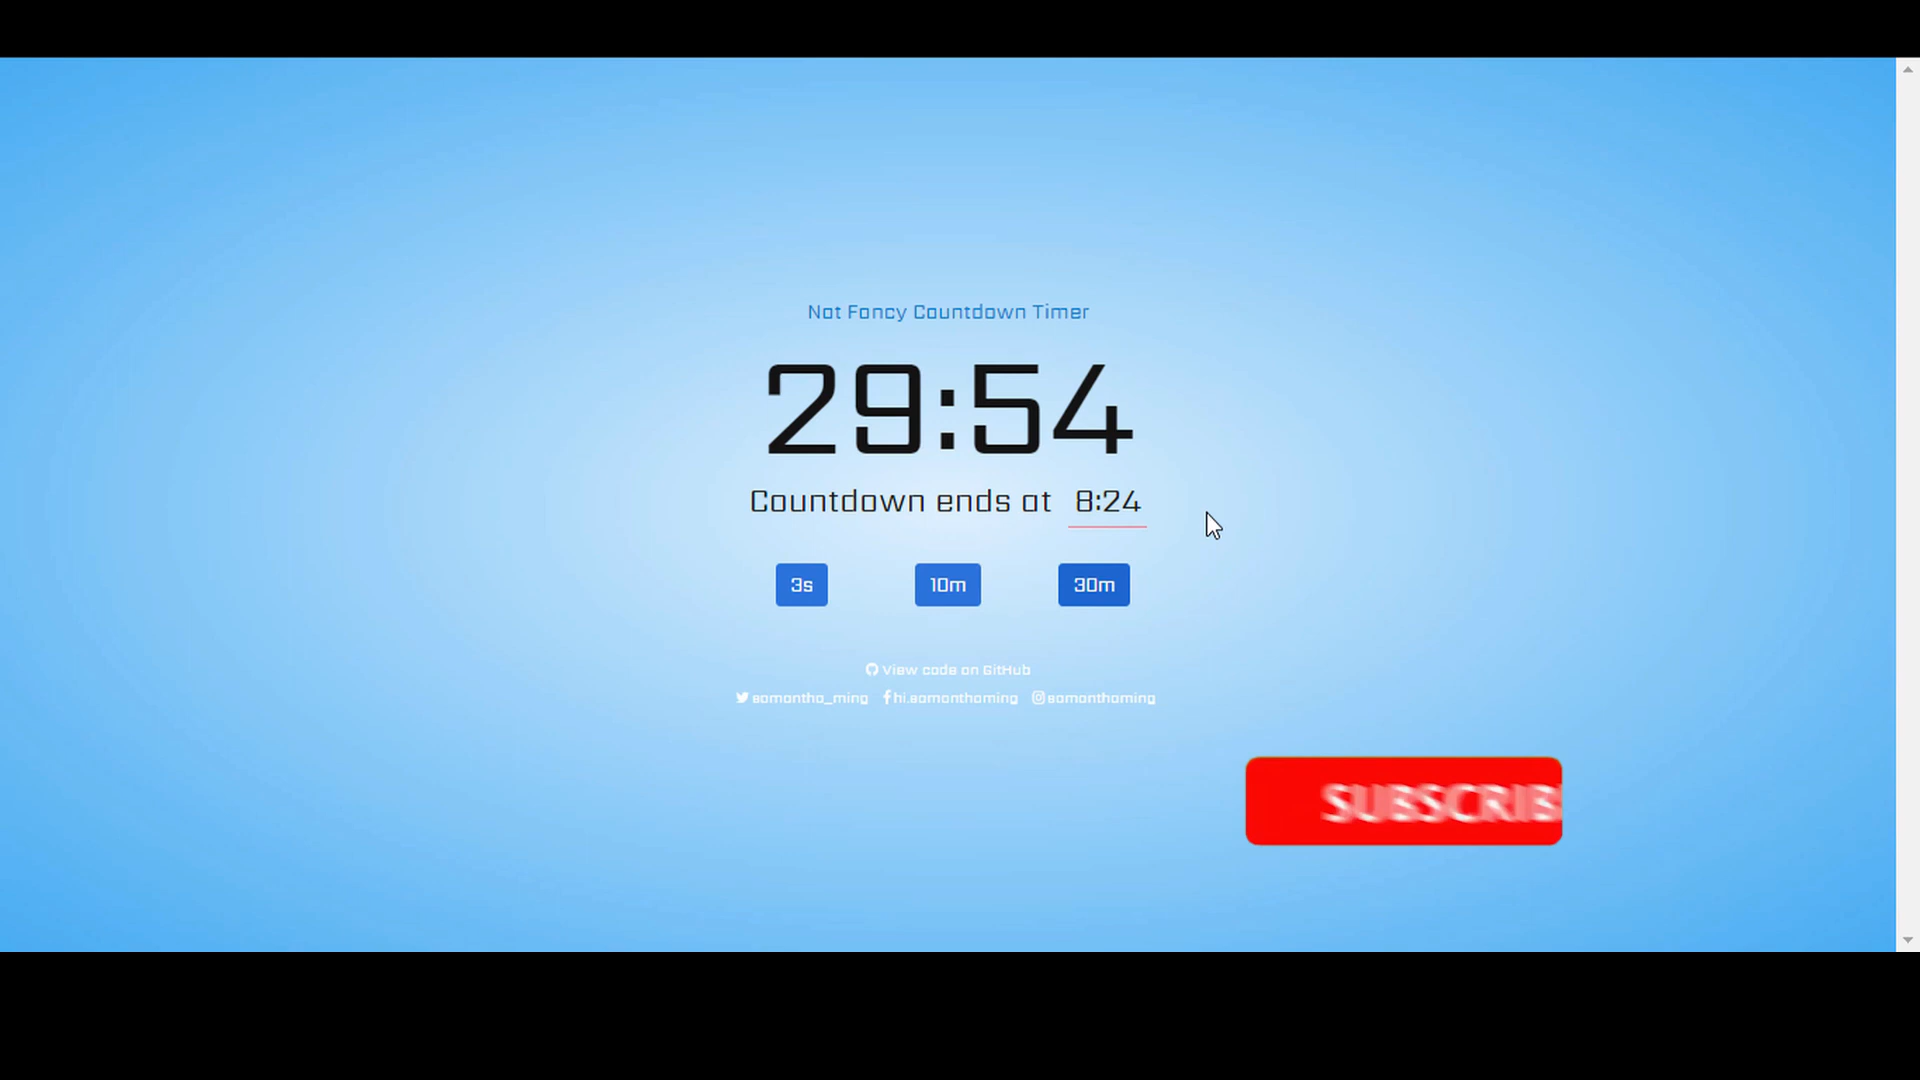 Not Fancy Countdown Timer
29:54
Countdown ends at 8:24
3s 10m 30m
View code on GitHub
samantha_ming hi.samanthaming samanthaming
SUBSCRIB